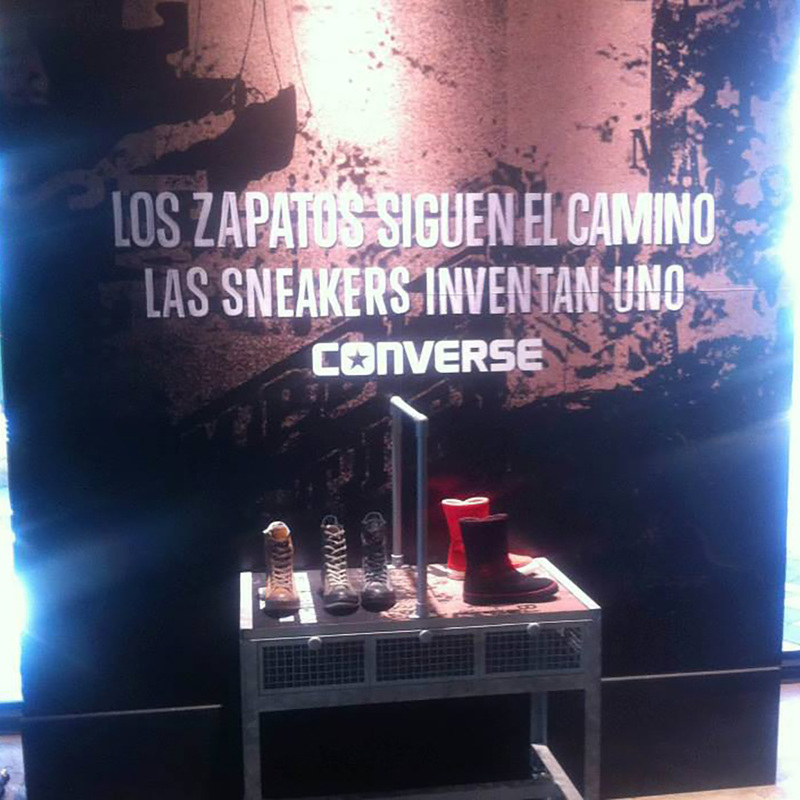 LOS ZAPATOS SIGUEN EL CAMINO
LAS SNEAKERS INVENTAN UNO
CONVERSE